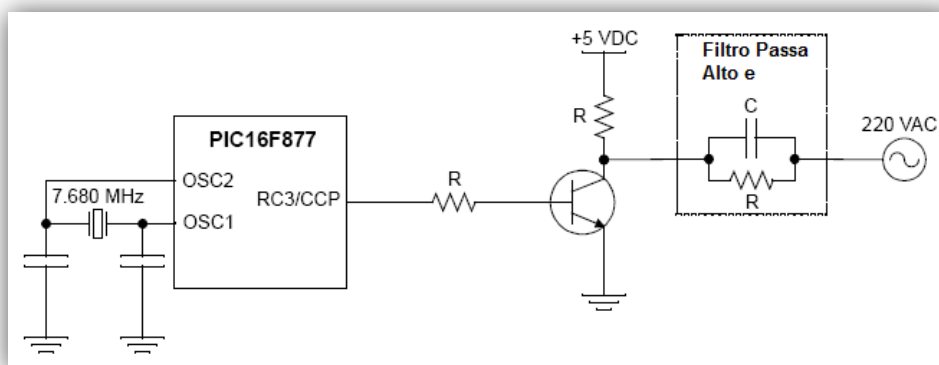 +5 VDC
Filtro Passa
Alto e
C
R
220 VAC
R
PIC16F877
OSC2
7.680 MHz
RC3/CCP
R
OSC1